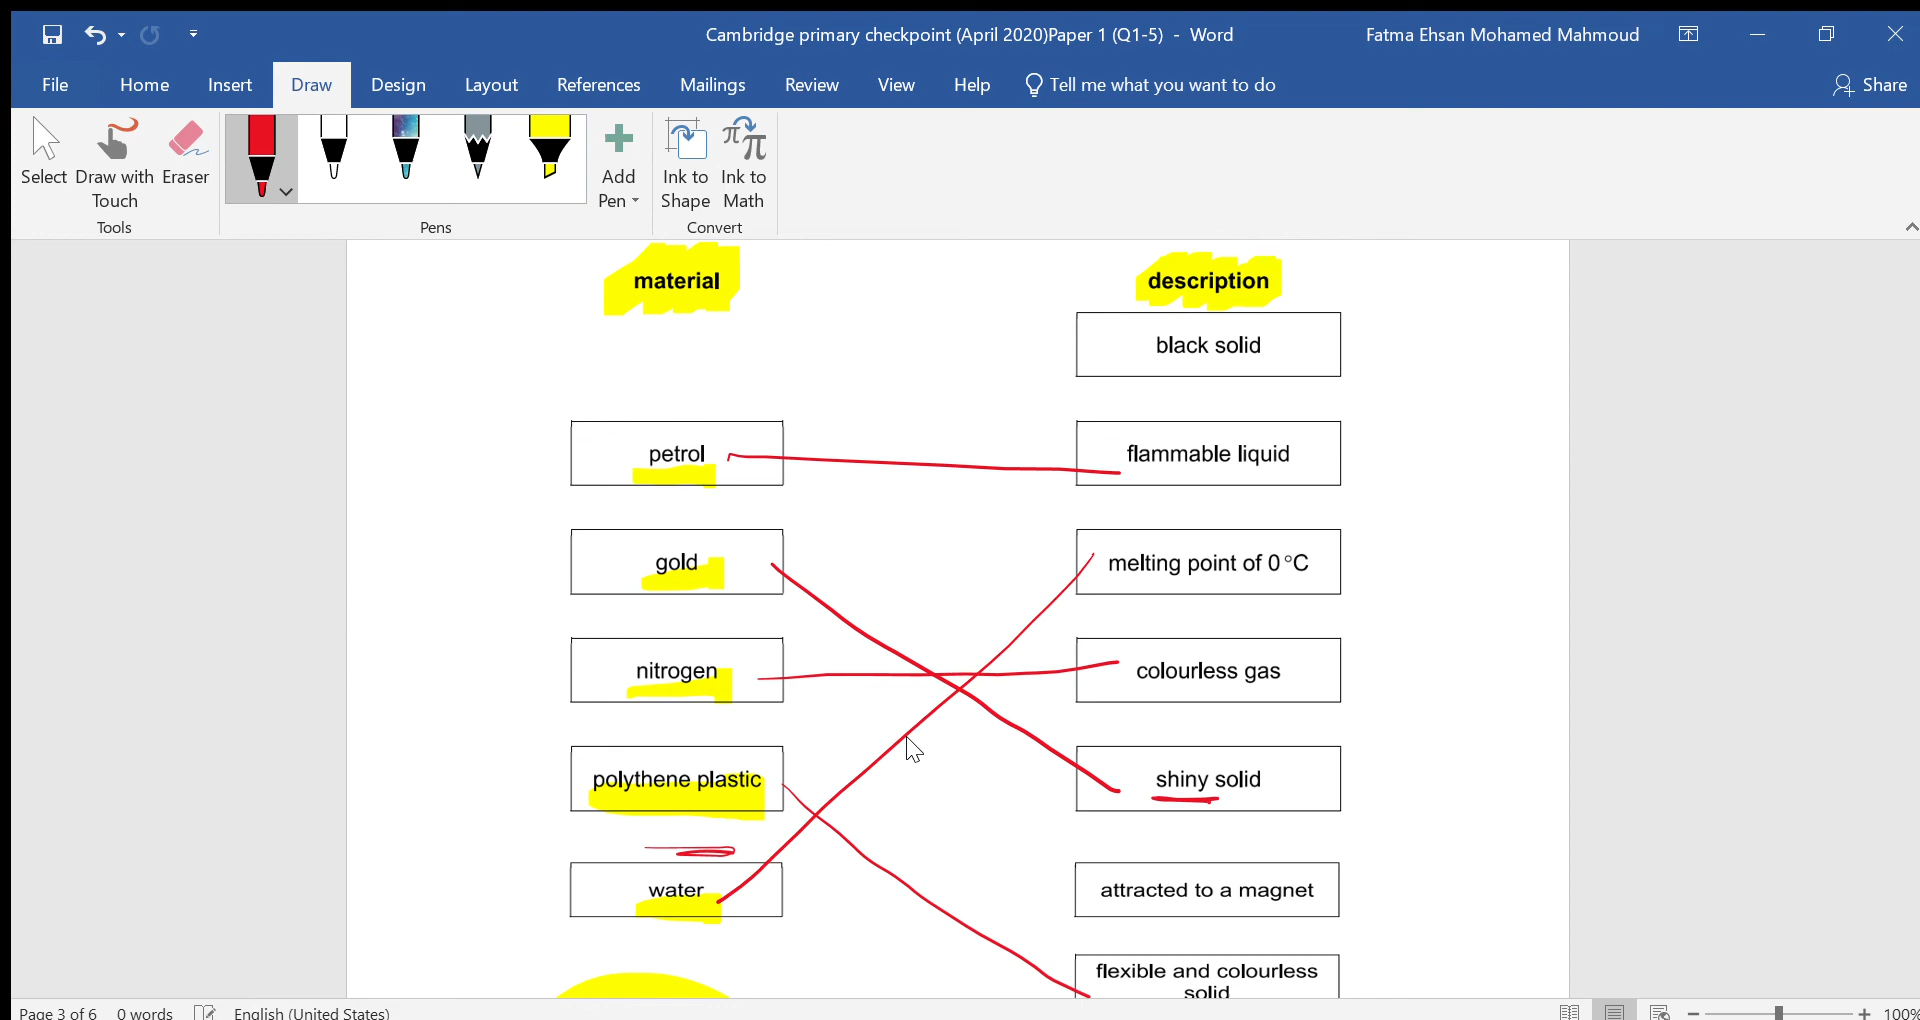 Cambridge primary checkpoint (April 2020)Paper 1 (Q1-5) - Word
Fatma Ehsan Mohamed Mahmoud
File Home Insert Draw Design Layout References Mailings Review View Help Tell me what you want to do Share
Select Draw with Touch Eraser Add Pen Ink to Shape Ink to Math
Tools Pens Convert
material description
black solid
petrol flammable liquid
gold melting point of 0 °C
nitrogen colourless gas
polythene plastic shiny solid
water attracted to a magnet
flexible and colourless
solid
Page 3 of 6 0 words English (United States) 100%